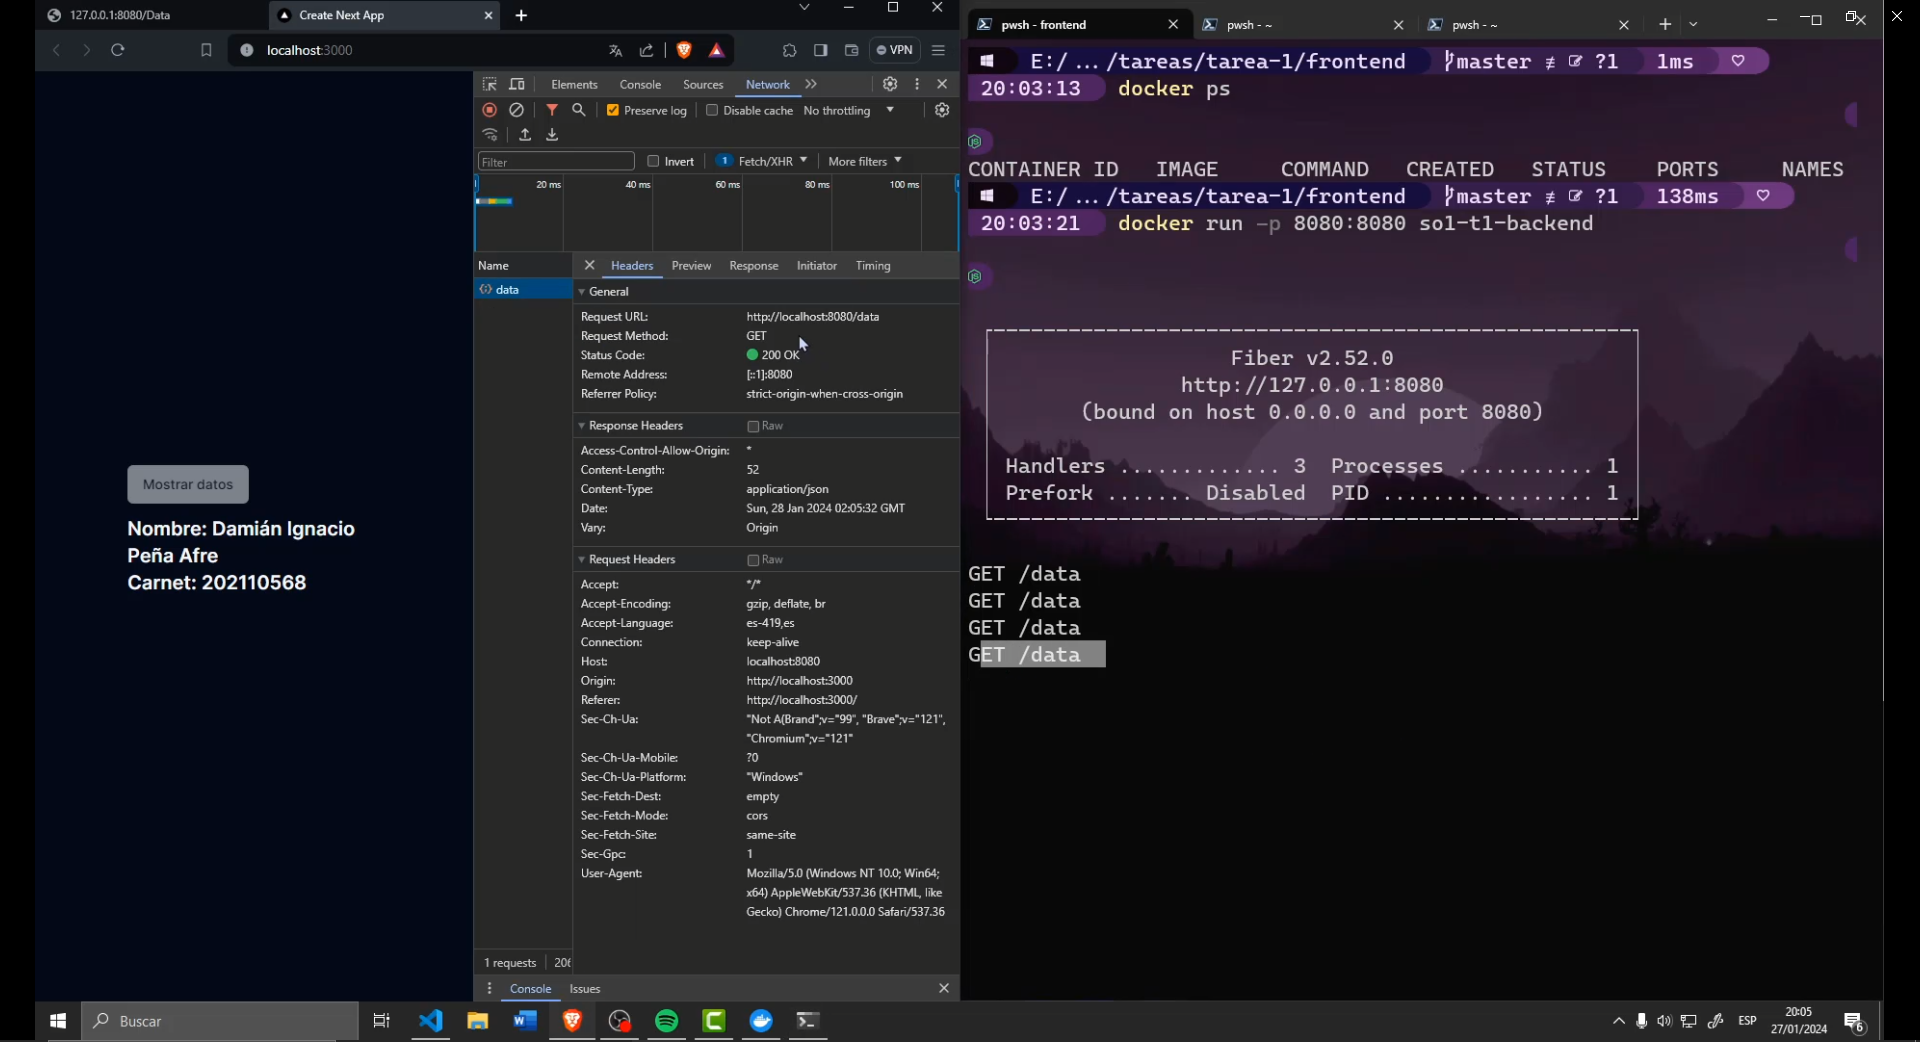 127.0.0.1:8080/Data
Create Next App
localhost:3000
VPN
Elements
Console
Sources
Network
Preserve log
Disable cache
No throttling
Filter
Invert
1
Fetch/XHR
More filters
20 ms
40 ms
60 ms
80 ms
100 ms
Name
Headers
Preview
Response
Initiator
Timing
data
General
Request URL: http://localhost:8080/data
Request Method: GET
Status Code: 200 OK
Remote Address: [::1]:8080
Referrer Policy: strict-origin-when-cross-origin
Response Headers
Raw
Access-Control-Allow-Origin: *
Content-Length: 52
Content-Type: application/json
Date: Sun, 28 Jan 2024 02:05:32 GMT
Vary: Origin
Request Headers
Raw
Accept: */*
Accept-Encoding: gzip, deflate, br
Accept-Language: es-419,es
Connection: keep-alive
Host: localhost:8080
Origin: http://localhost:3000
Referer: http://localhost:3000/
Sec-Ch-Ua: "Not A(Brand";v="99", "Brave";v="121",
"Chromium";v="121"
Sec-Ch-Ua-Mobile: ?0
Sec-Ch-Ua-Platform: "Windows"
Sec-Fetch-Dest: empty
Sec-Fetch-Mode: cors
Sec-Fetch-Site: same-site
Sec-Gpc: 1
User-Agent: Mozilla/5.0 (Windows NT 10.0; Win64;
x64) AppleWebKit/537.36 (KHTML, like
Gecko) Chrome/121.0.0.0 Safari/537.36
1 requests
206
Console
Issues
Mostrar datos
Nombre: Damián Ignacio
Peña Afre
Carnet: 202110568
pwsh - frontend
pwsh - ~
pwsh - ~
E:/ ... /tareas/tarea-1/frontend master ≢ ?1 1ms ♡
20:03:13 docker ps
CONTAINER ID IMAGE COMMAND CREATED STATUS PORTS NAMES
E:/ ... /tareas/tarea-1/frontend master ≢ ?1 138ms ♡
20:03:21 docker run -p 8080:8080 so1-t1-backend
Fiber v2.52.0
http://127.0.0.1:8080
(bound on host 0.0.0.0 and port 8080)
Handlers ............. 3 Processes ........... 1
Prefork ....... Disabled PID ................. 1
GET /data
GET /data
GET /data
GET /data
Buscar
ESP
20:05
27/01/2024
6